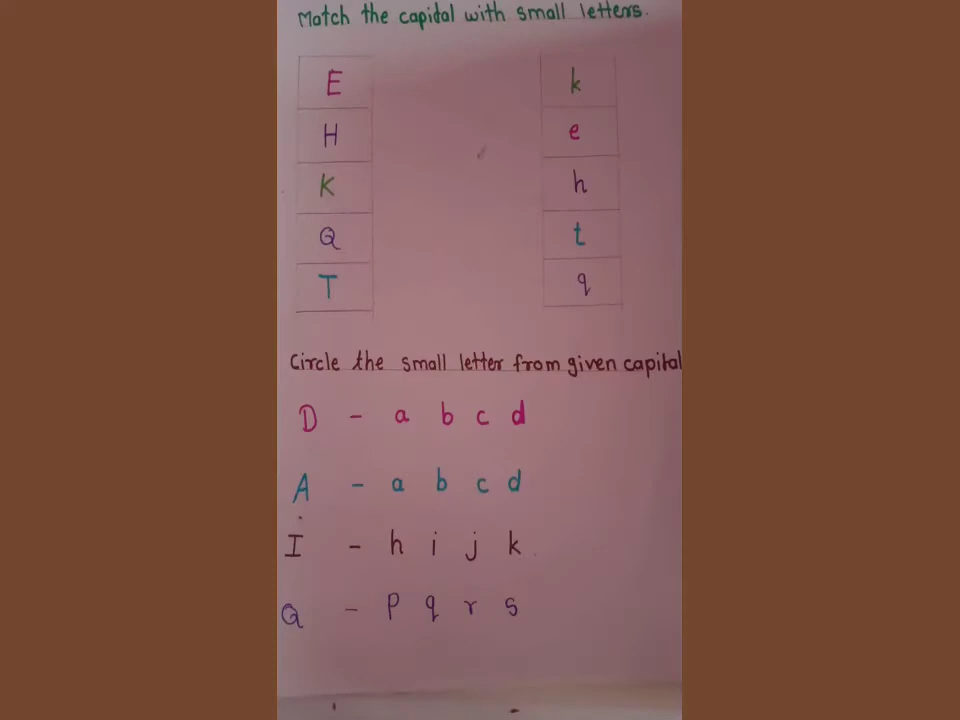 Match the capital with small letters.
E k
H e
K h
Q t
T q
Circle the small letter from given capital
D - a b c d
A - a b c d
I - h i j k
Q - p q r s